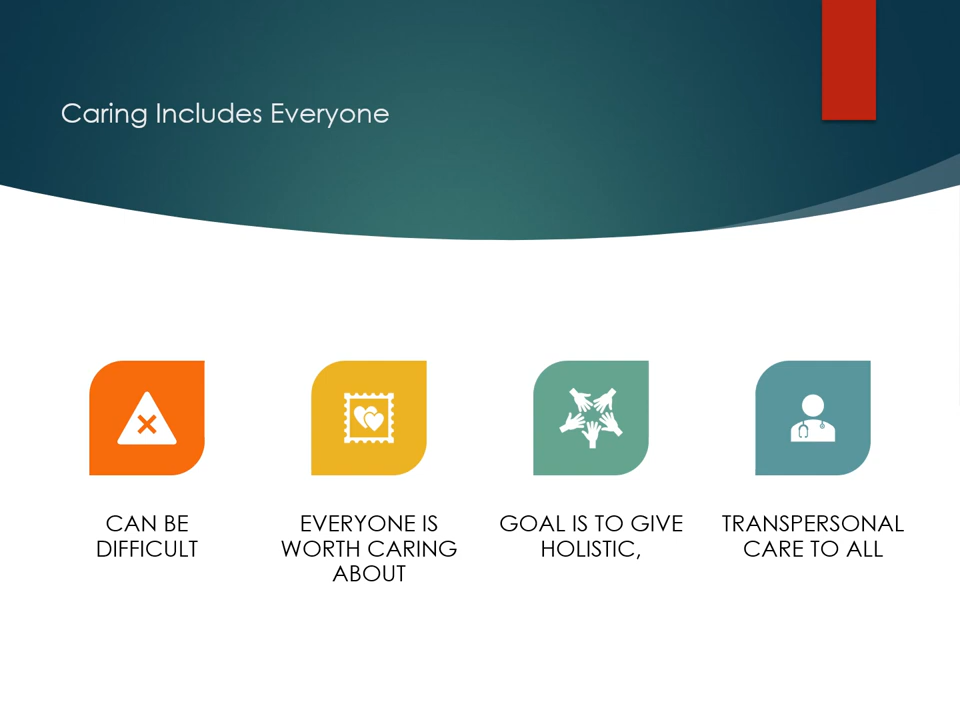 Caring Includes Everyone
CAN BE
DIFFICULT
EVERYONE IS
WORTH CARING
ABOUT
GOAL IS TO GIVE
HOLISTIC,
TRANSPERSONAL
CARE TO ALL